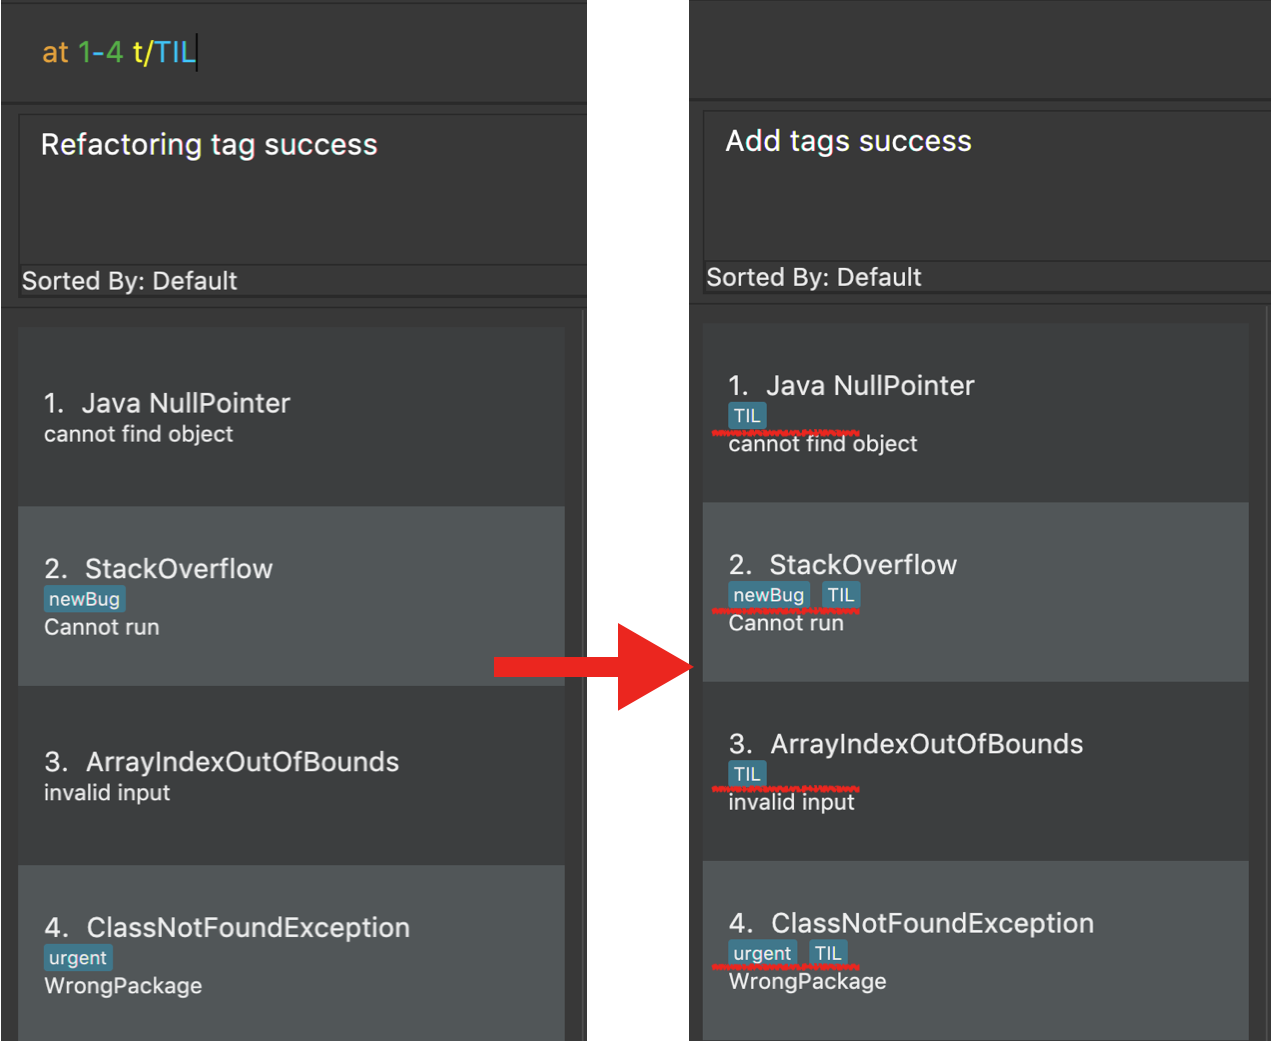 at 1-4 t/TIL
Refactoring tag success
Sorted By: Default
1. Java NullPointer
cannot find object
2. StackOverflow
newBug
Cannot run
3. ArrayIndexOutOfBounds
invalid input
4. ClassNotFoundException
urgent
WrongPackage
Add tags success
Sorted By: Default
1. Java NullPointer
TIL
cannot find object
2. StackOverflow
newBug TIL
Cannot run
3. ArrayIndexOutOfBounds
TIL
invalid input
4. ClassNotFoundException
urgent TIL
WrongPackage